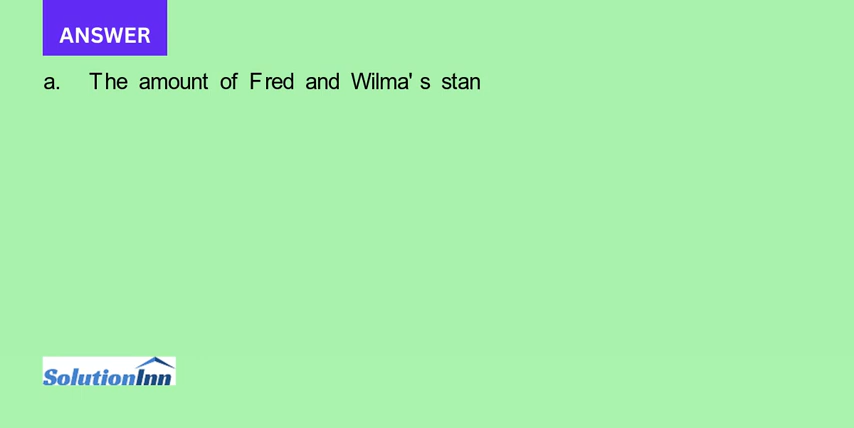 ANSWER
a. The amount of Fred and Wilma's stan
SolutionInn